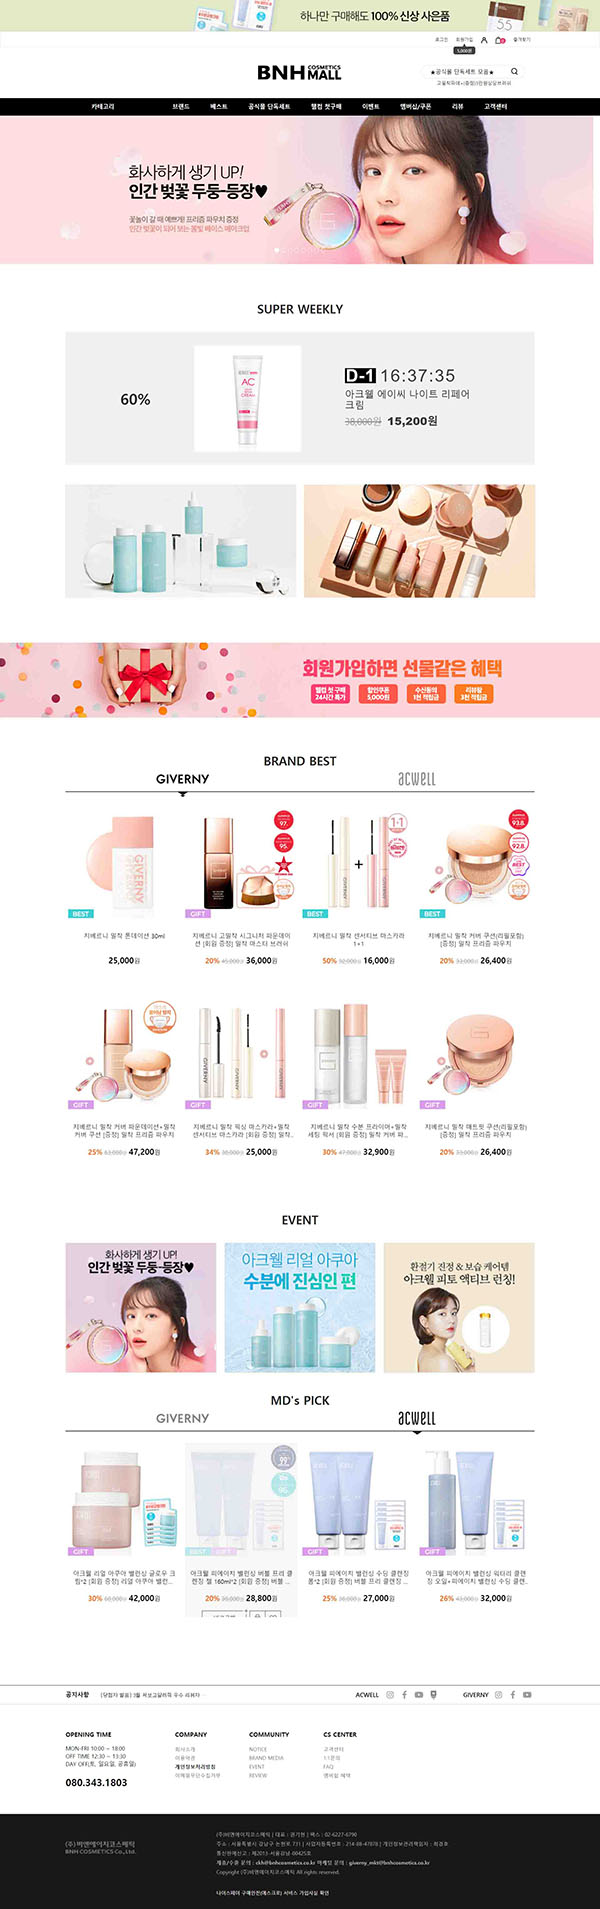 하나만 구매해도 100% 신상 사은품
로그인 회원가입 즐겨찾기
5,000원
BNH COSMETICS MALL
★공식몰 단독세트 모음★
카테고리 브랜드 베스트 공식몰 단독세트 웰컴 첫구매 이벤트 멤버십/쿠폰 리뷰 고객센터
화사하게 생기 UP!
인간 벚꽃 두둥-등장♥
꽃놀이 갈 때 예쁘게! 프리즘 파우치 증정
인간 벚꽃이 되어 보는 봄빛 베이스 메이크업
SUPER WEEKLY
60%
AC
CREAM
D-1 16:37:35
아크웰 에이씨 나이트 리페어
크림
38,000원 15,200원
회원가입하면 선물같은 혜택
웰컴 첫 구매
24시간 특가
할인쿠폰
5,000원
수신동의
1천 적립금
리뷰왕
3천 적립금
BRAND BEST
GIVERNY acwell
BEST GIFT BEST BEST
지베르니 밀착 톤데이션 30ml
25,000원
지베르니 고밀착 시그니처 파운데이
션 [회원 증정] 밀착 마스터 브러쉬
20% 45,000원 36,000원
1+1
지베르니 밀착 센서티브 마스카라
1+1
50% 32,000원 16,000원
지베르니 밀착 커버 쿠션(리필포함)
[증정] 밀착 프리즘 파우치
20% 33,000원 26,400원
GIFT GIFT GIFT GIFT
지베르니 밀착 커버 파운데이션+밀착
커버 쿠션 [증정] 밀착 프리즘 파우치
25% 63,000원 47,200원
지베르니 밀착 픽싱 마스카라+밀착
센서티브 마스카라 [회원 증정] 밀착..
34% 38,000원 25,000원
지베르니 밀착 수분 프라이머+밀착
세팅 픽서 [회원 증정] 밀착 커버 파...
30% 47,000원 32,900원
지베르니 밀착 매트핏 쿠션(리필포함)
[증정] 밀착 프리즘 파우치
20% 33,000원 26,400원
EVENT
화사하게 생기 UP!
인간 벚꽃 두둥-등장♥
아크웰 리얼 아쿠아
수분에 진심인 편
환절기 진정 & 보습 케어템
아크웰 피토 액티브 런칭!
MD's PICK
GIVERNY acwell
GIFT BEST GIFT GIFT GIFT
아크웰 리얼 아쿠아 밸런싱 글로우 크
림*2 [회원 증정] 리얼 아쿠아 밸런...
30% 60,000원 42,000원
아크웰 피에이치 밸런싱 버블 프리 클
렌징 젤 160ml*2 [회원 증정] 버블 ...
20% 36,000원 28,800원
아크웰 피에이치 밸런싱 수딩 클렌징
폼*2 [회원 증정] 버블 프리 클렌징 ...
25% 36,000원 27,000원
아크웰 피에이치 밸런싱 워터리 클렌
징 오일+피에이치 밸런싱 수딩 클렌..
26% 43,000원 32,000원
공지사항 [당첨자 발표] 3월 써보고말려줘 우수 리뷰자 ACWELL GIVERNY
OPENING TIME COMPANY COMMUNITY CS CENTER
MON-FRI 10:00 ~ 18:00 회사소개 NOTICE 고객센터
OFF TIME 12:30 ~ 13:30 이용약관 BRAND MEDIA 1:1문의
DAY OFF(토, 일요일, 공휴일) 개인정보처리방침 EVENT FAQ
이메일무단수집거부 REVIEW 멤버쉽 혜택
080.343.1803
(주)비엔에이치코스메틱
BNH COSMETICS Co.,Ltd.
(주)비엔에이치코스메틱 | 대표 : 권기현 | 팩스 : 02-6227-6790
주소 : 서울특별시 강남구 논현로 731 | 사업자등록번호 : 214-88-47878 | 개인정보관리책임자 : 최경호
통신판매신고 : 제2013-서울강남-00425호
제휴/수출 문의 : ckh@bnhcosmetics.co.kr 마케팅 문의 : giverny_mkt@bnhcosmetics.co.kr
Copyright (주)비엔에이치코스메틱 All rights reserved.
나이스페이 구매안전(에스크로) 서비스 가입사실 확인